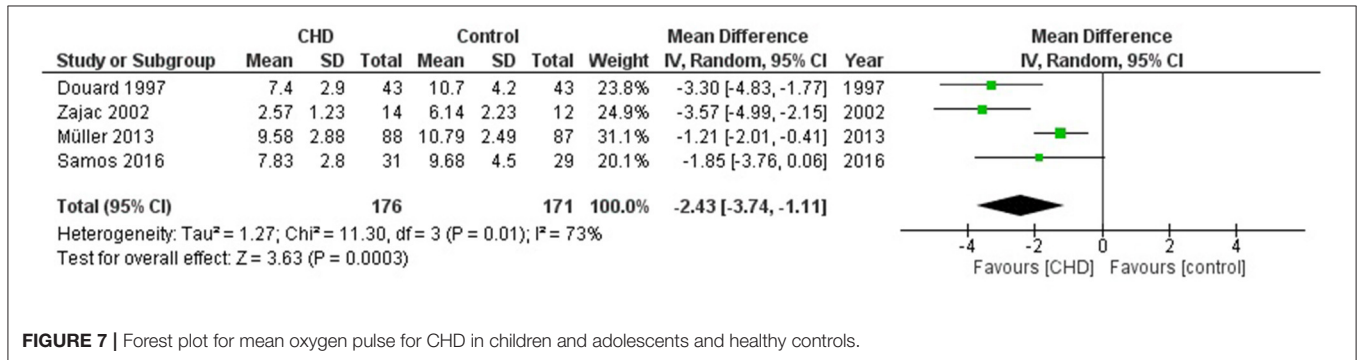 CHD Control Mean Difference Mean Difference
Study or Subgroup Mean SD Total Mean SD Total Weight IV, Random, 95% CI Year IV, Random, 95% CI
Douard 1997 7.4 2.9 43 10.7 4.2 43 23.8% -3.30 [-4.83, -1.77] 1997
Zajac 2002 2.57 1.23 14 6.14 2.23 12 24.9% -3.57 [-4.99, -2.15] 2002
Müller 2013 9.58 2.88 88 10.79 2.49 87 31.1% -1.21 [-2.01, -0.41] 2013
Samos 2016 7.83 2.8 31 9.68 4.5 29 20.1% -1.85 [-3.76, 0.06] 2016
Total (95% CI) 176 171 100.0% -2.43 [-3.74, -1.11]
Heterogeneity: Tau² = 1.27; Chi² = 11.30, df = 3 (P = 0.01); I² = 73%
Test for overall effect: Z = 3.63 (P = 0.0003)
-4 -2 0 2 4
Favours [CHD] Favours [control]
FIGURE 7 | Forest plot for mean oxygen pulse for CHD in children and adolescents and healthy controls.